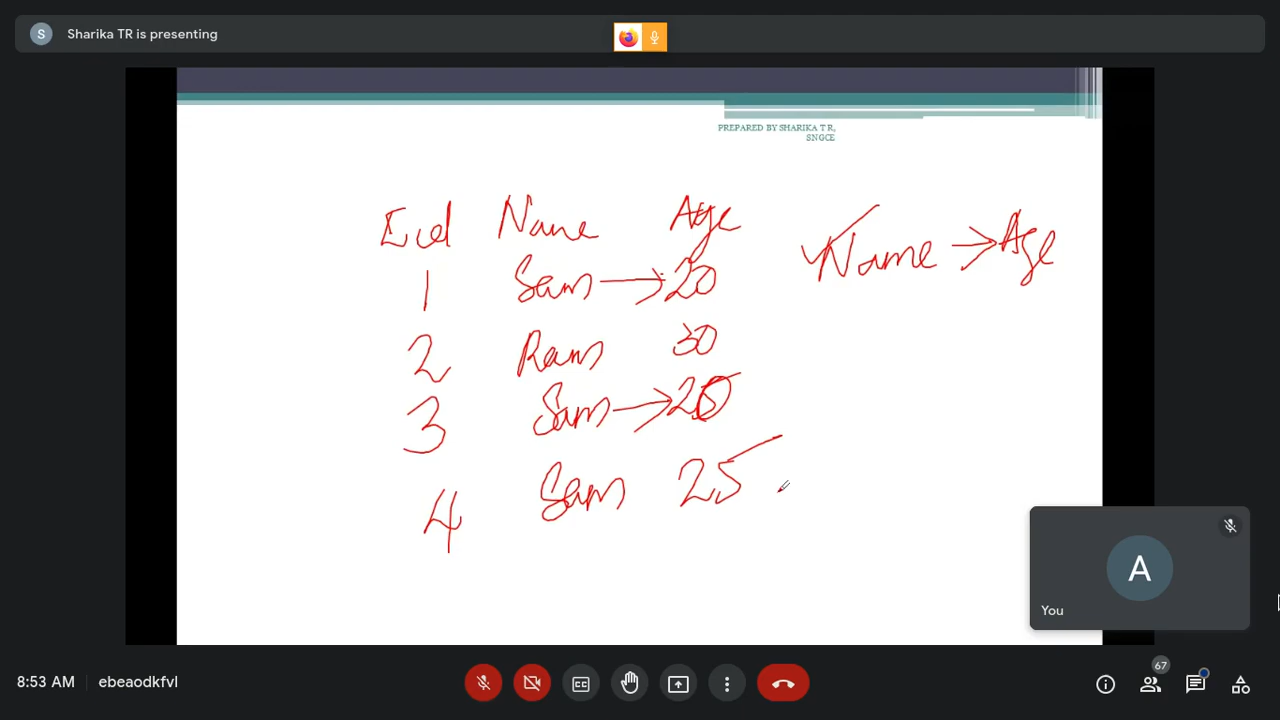 S Sharika TR is presenting
PREPARED BY SHARIKA T R,
SNGCE
Eid Name Age
Name → Age
1 Sam → 20
2 Ram 30
3 Sam →
4 Sam 25
A
You
8:53 AM ebeaodkfvl
CC
67